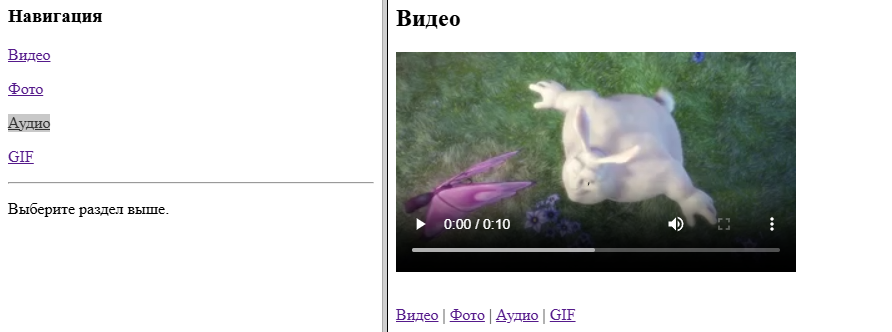 Навигация
Видео
Фото
Аудио
GIF
Выберите раздел выше.
Видео
0:00 / 0:10
Видео | Фото | Аудио | GIF